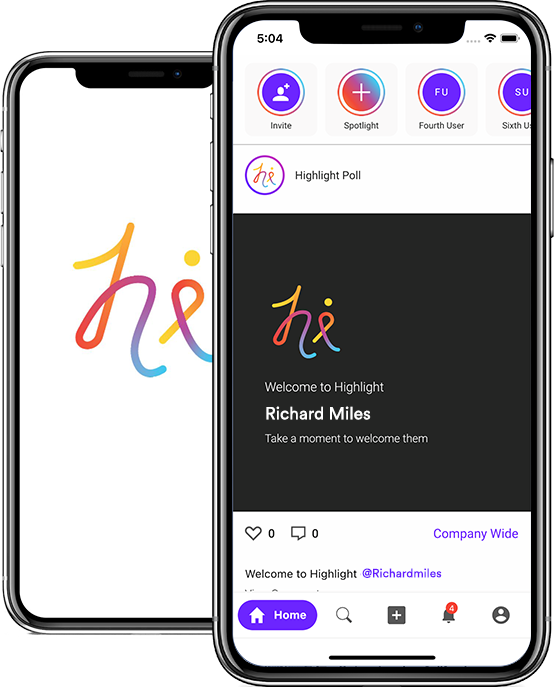 hi
5:04
FU
SU
Invite
Spotlight
Fourth User
Sixth Us
hi
Highlight Poll
hi
Welcome to Highlight
Richard Miles
Take a moment to welcome them
0
0
Company Wide
Welcome to Highlight @Richardmiles
Home
4